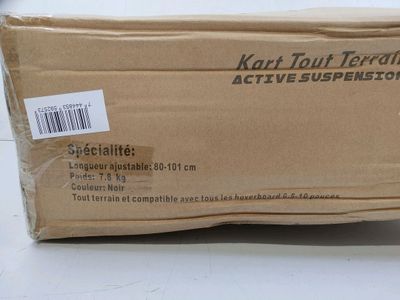 Kart Tout Terrain
ACTIVE SUSPENSION
Spécialité:
Longueur ajustable: 80-101 cm
Poids: 7.8 kg
Couleur: Noir
Tout terrain et compatible avec tous les hoverboard 6-5-10 pouces